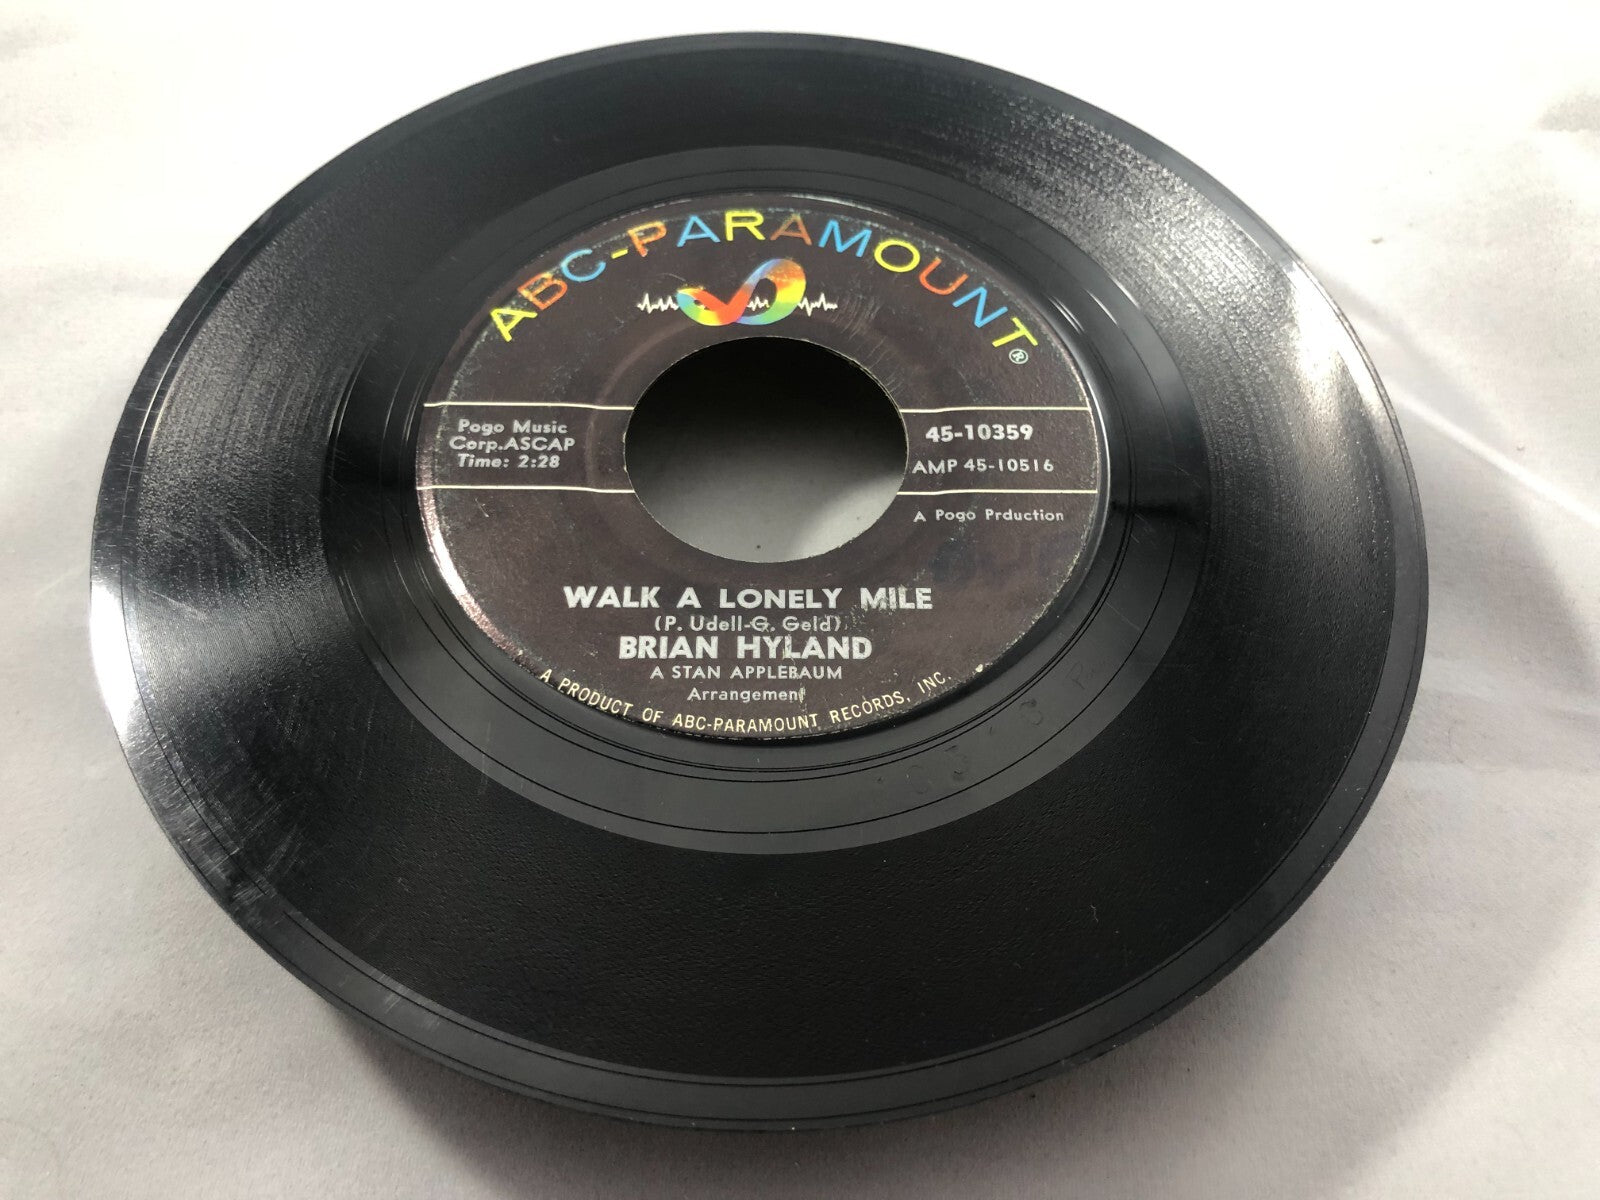 ABC-PARAMOUNT®
Pogo Music
Corp.ASCAP
Time: 2:28
45-10359
AMP 45-10516
A Pogo Prduction
WALK A LONELY MILE
(P. Udell-G. Geld)
BRIAN HYLAND
A STAN APPLEBAUM
Arrangement
A PRODUCT OF ABC-PARAMOUNT RECORDS, INC.